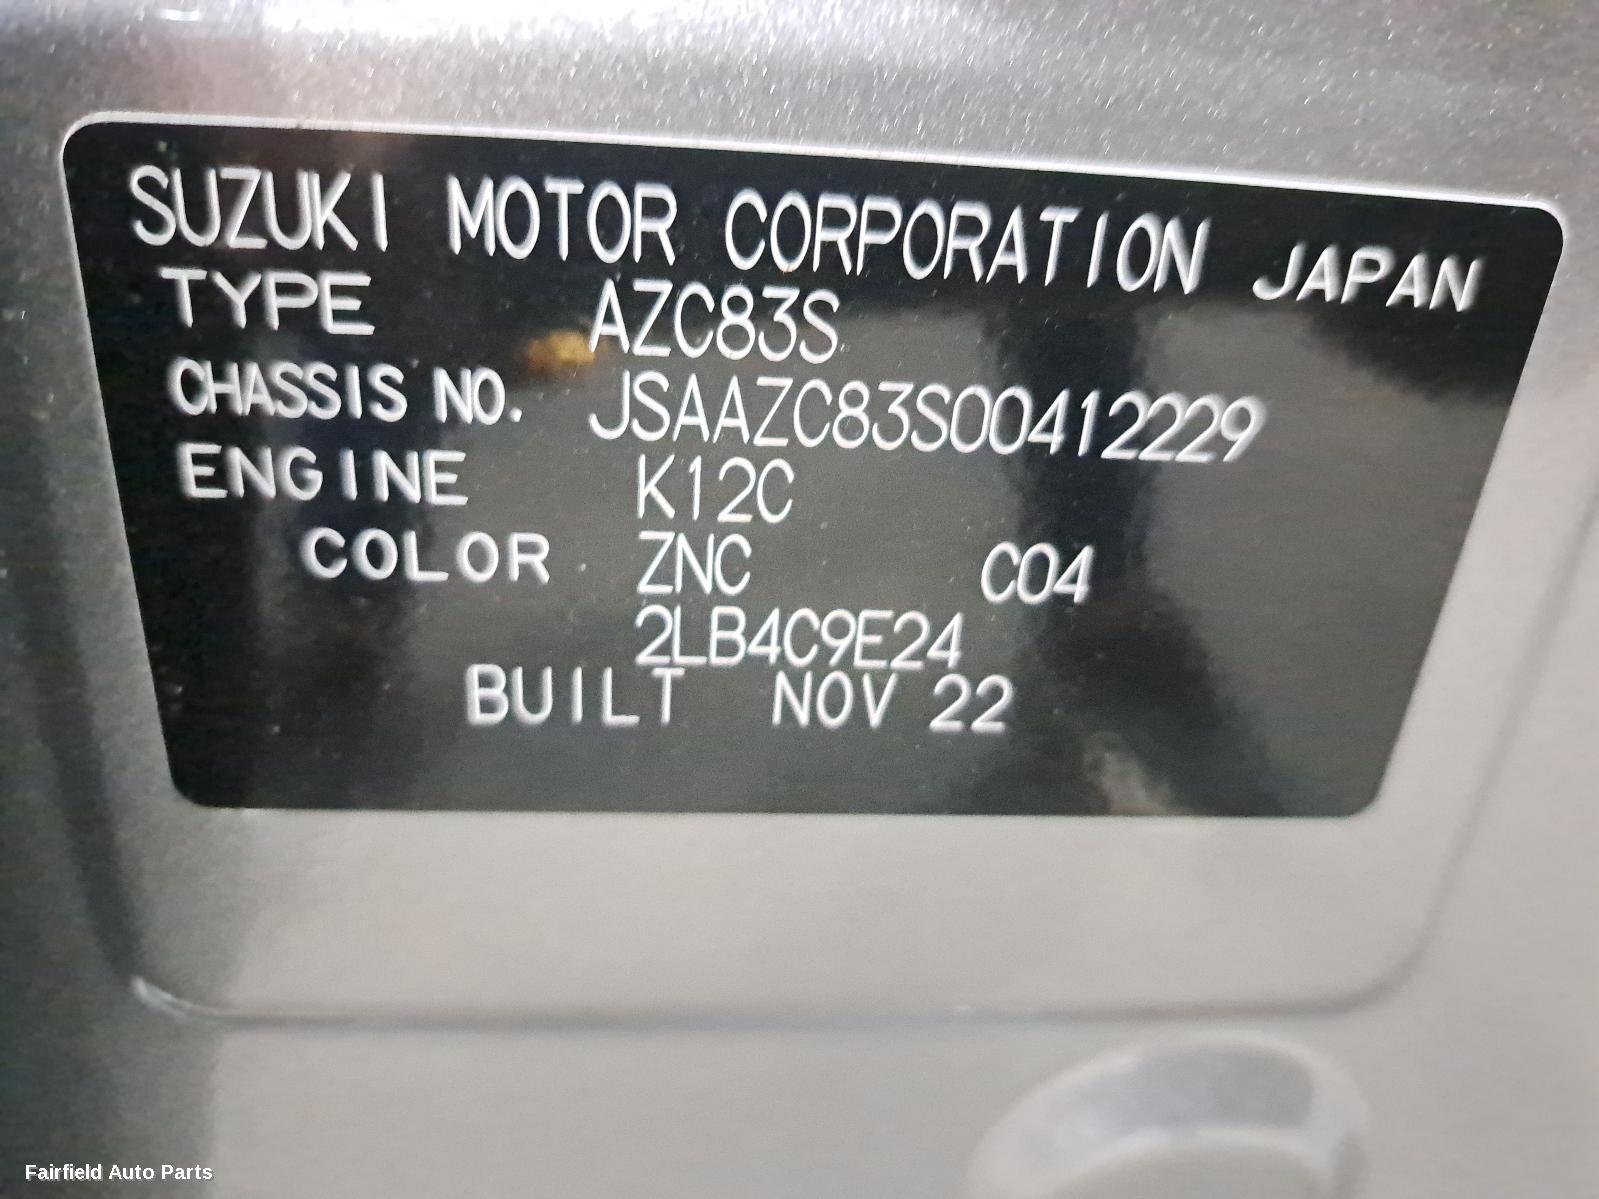 SUZUKI MOTOR CORPORATION JAPAN
TYPE AZC83S
CHASSIS NO. JSAAZC83S00412229
ENGINE K12C
COLOR ZNC C04
2LB4C9E24
BUILT NOV 22
Fairfield Auto Parts